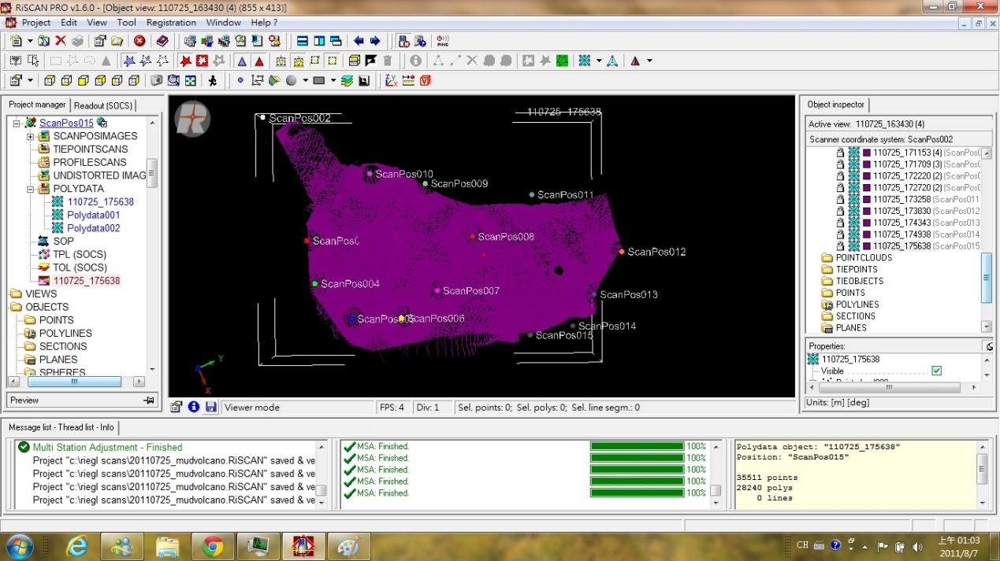 RiSCAN PRO v1.6.0 - [Object view: 110725_163430 (4) (855 x 413)]
Project Edit View Tool Registration Window Help ?
Project manager Readout (SOCS)
ScanPos015
SCANPOSIMAGES
TIEPOINTSCANS
PROFILESCANS
UNDISTORTED IMAG
POLYDATA
110725_175638
Polydata001
Polydata002
SOP
TPL (SOCS)
TOL (SOCS)
110725_175638
VIEWS
OBJECTS
POINTS
POLYLINES
SECTIONS
PLANES
SPHERES
Preview
ScanPos002
110725_175638
ScanPos010
ScanPos009
ScanPos011
ScanPos008
ScanPos012
ScanPos004
ScanPos007
ScanPos013
ScanPos006
ScanPos014
ScanPos015
Y
X
Viewer mode FPS: 4 Div: 1 Sel. points: 0; Sel. polys: 0; Sel. line segm.: 0
Object inspector
Active view: 110725_163430 (4)
Scanner coordinate system: ScanPos002
110725_171153 (4) (ScanPos0
110725_171709 (3) (ScanPos0
110725_172220 (2) (ScanPos0
110725_172720 (2) (ScanPos0
110725_173258 (ScanPos011
110725_173830 (ScanPos012
110725_174343 (ScanPos013
110725_174938 (ScanPos014
110725_175638 (ScanPos015
POINTCLOUDS
TIEPOINTS
TIEOBJECTS
POINTS
POLYLINES
SECTIONS
PLANES
Properties:
110725_175638
Visible
Units: [m] [deg]
Message list - Thread list - Info
Multi Station Adjustment - Finished
Project "c:\riegl scans\20110725_mudvolcano.RiSCAN" saved & ve
Project "c:\riegl scans\20110725_mudvolcano.RiSCAN" saved & ve
Project "c:\riegl scans\20110725_mudvolcano.RiSCAN" saved & ve
Project "c:\riegl scans\20110725_mudvolcano.RiSCAN" saved & ve
MSA: Finished. 100%
MSA: Finished. 100%
MSA: Finished. 100%
MSA: Finished. 100%
MSA: Finished. 100%
Polydata object: "110725_175638"
Position: "ScanPos015"
35511 points
28240 polys
0 lines
CH
上午 01:03
2011/8/7